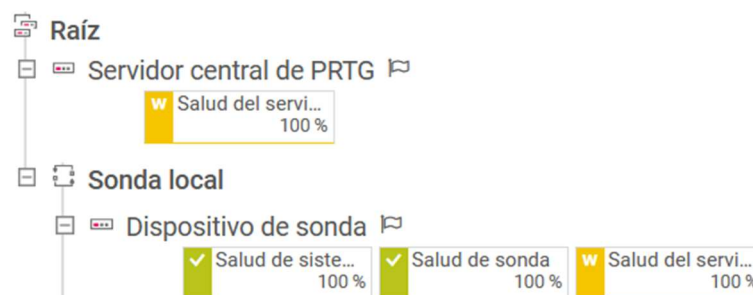 Raíz
Servidor central de PRTG
W Salud del servi...
100 %
Sonda local
Dispositivo de sonda
Salud de siste...
100 %
Salud de sonda
100 %
W Salud del servi...
100 %